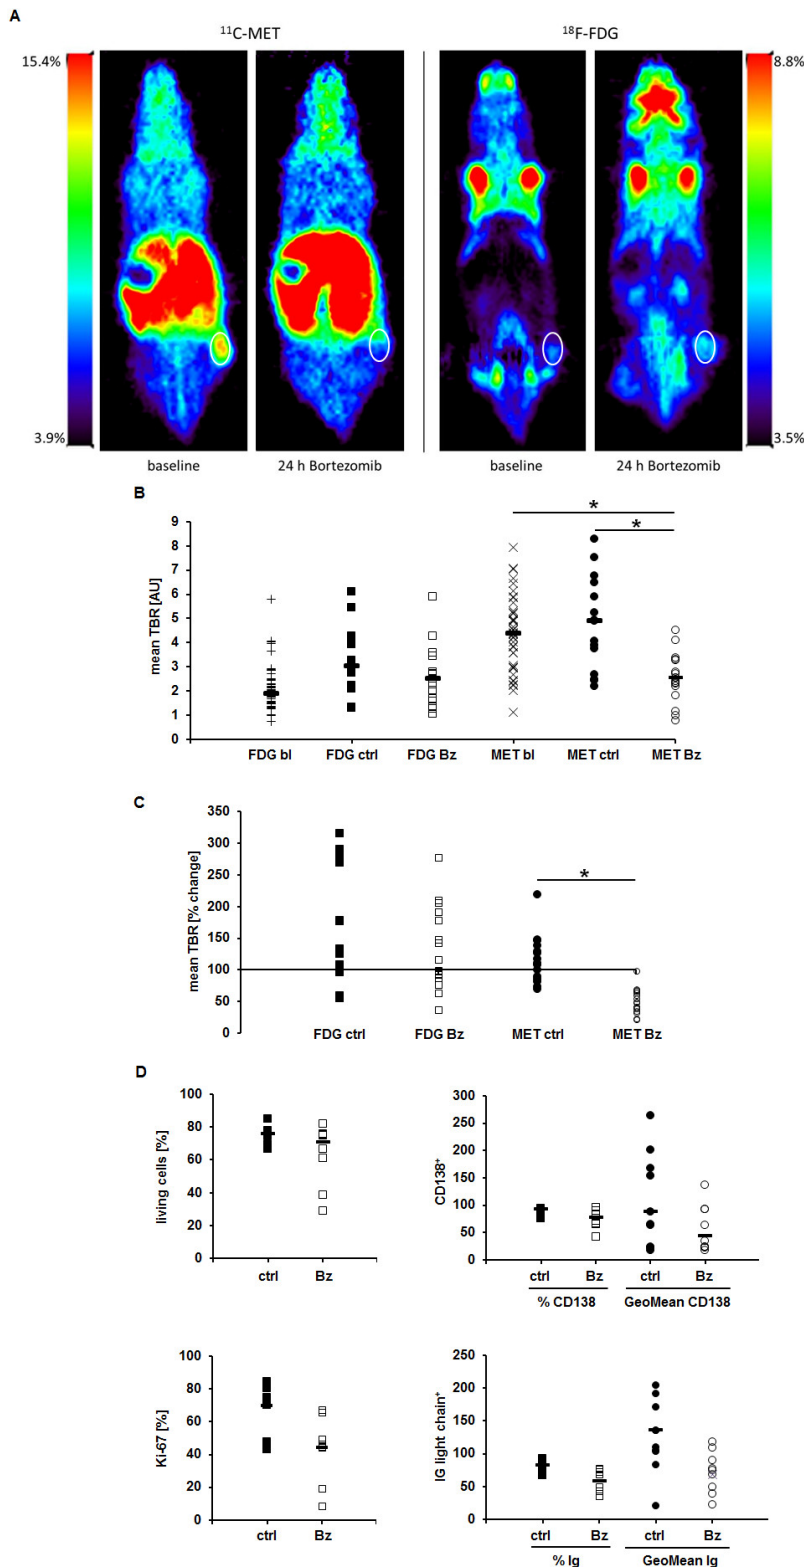 A
¹¹C-MET ¹⁸F-FDG
15.4% 8.8%
3.9% 3.5%
baseline 24 h Bortezomib baseline 24 h Bortezomib
B
mean TBR [AU]
9
8
7
6
5
4
3
2
1
0
* *
FDG bl FDG ctrl FDG Bz MET bl MET ctrl MET Bz
C
mean TBR [% change]
350
300
250
200
150
100
50
0
*
FDG ctrl FDG Bz MET ctrl MET Bz
D
living cells [%]
100
80
60
40
80
0
ctrl Bz
CD138⁺
300
250
200
150
100
50
0
ctrl Bz ctrl Bz
% CD138 GeoMean CD138
Ki-67 [%]
100
80
60
40
20
0
ctrl Bz
IG light chain⁺
250
200
150
100
50
0
ctrl Bz ctrl Bz
% Ig GeoMean Ig